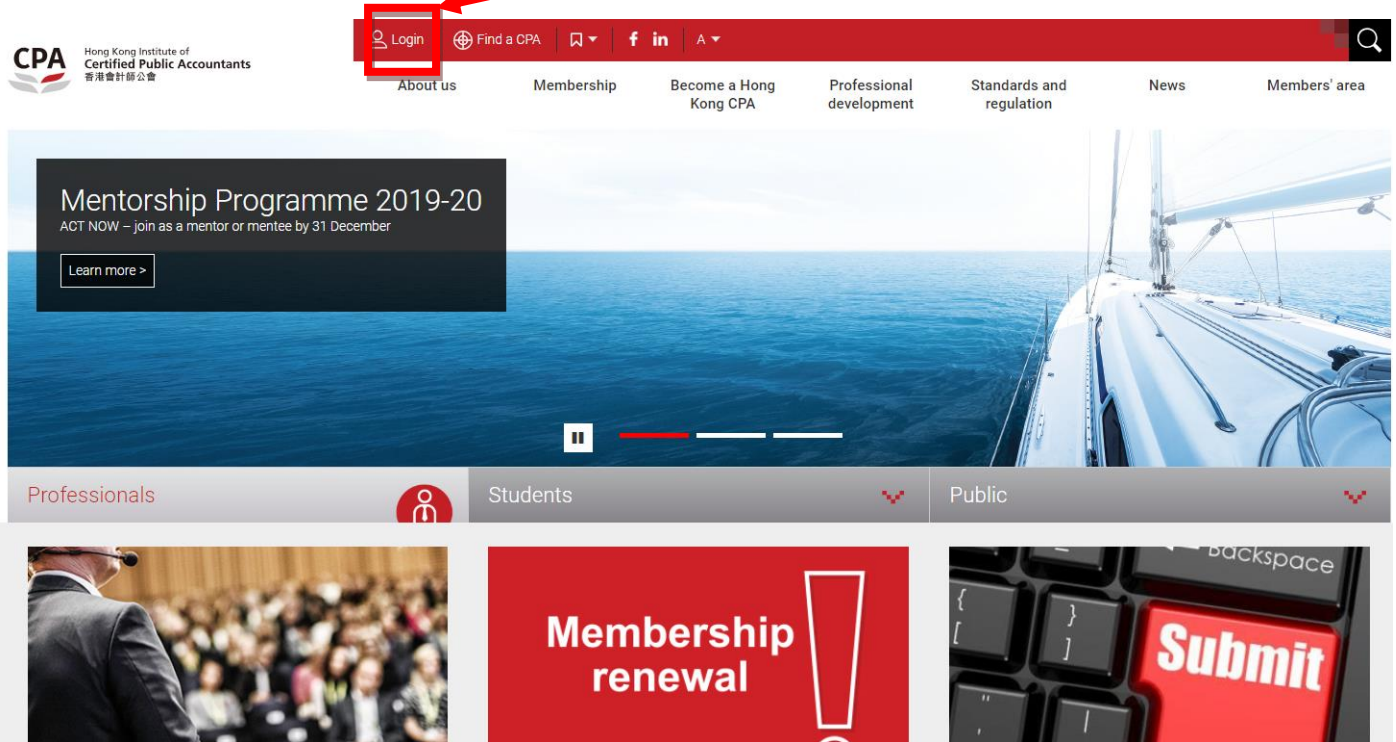 Login
Find a CPA
f
in
A
CPA
Hong Kong Institute of
Certified Public Accountants
香港會計師公會
About us
Membership
Become a Hong
Kong CPA
Professional
development
Standards and
regulation
News
Members' area
Mentorship Programme 2019-20
ACT NOW – join as a mentor or mentee by 31 December
Learn more >
Professionals
Students
Public
Membership
renewal
!
Backspace
{
[
}
]
Submit